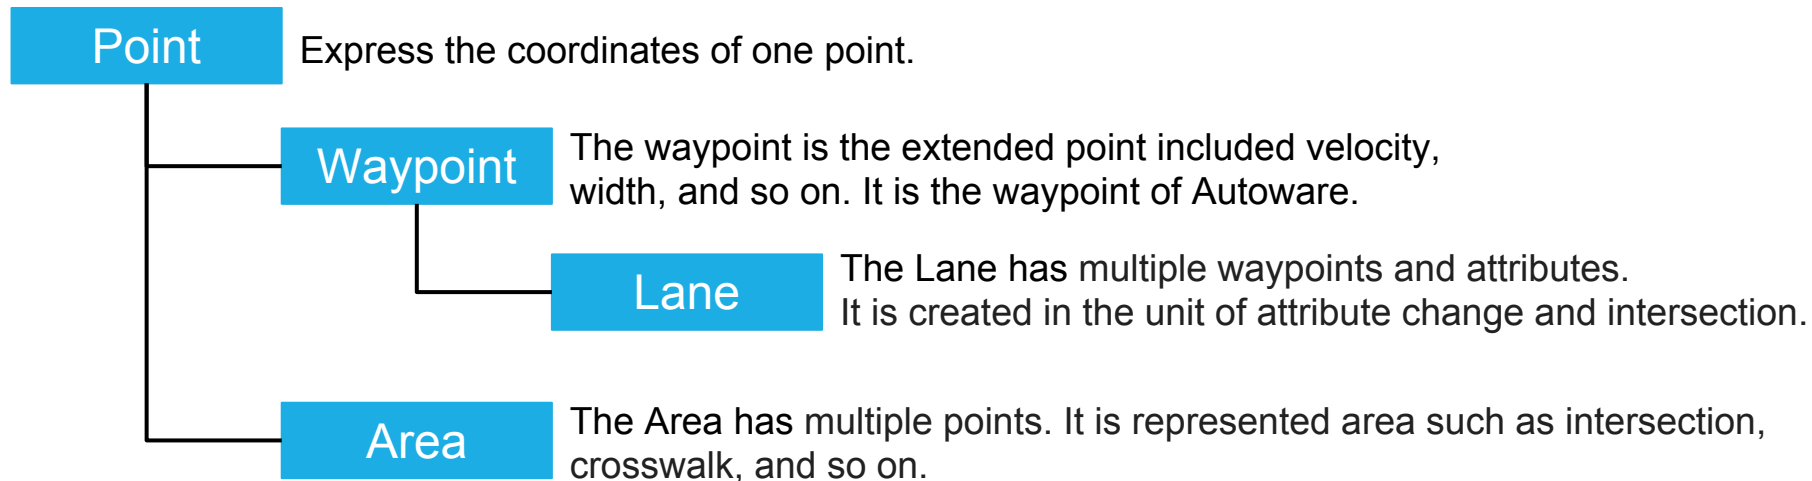 Point
Express the coordinates of one point.
Waypoint
The waypoint is the extended point included velocity,
width, and so on. It is the waypoint of Autoware.
Lane
The Lane has multiple waypoints and attributes.
It is created in the unit of attribute change and intersection.
Area
The Area has multiple points. It is represented area such as intersection,
crosswalk, and so on.